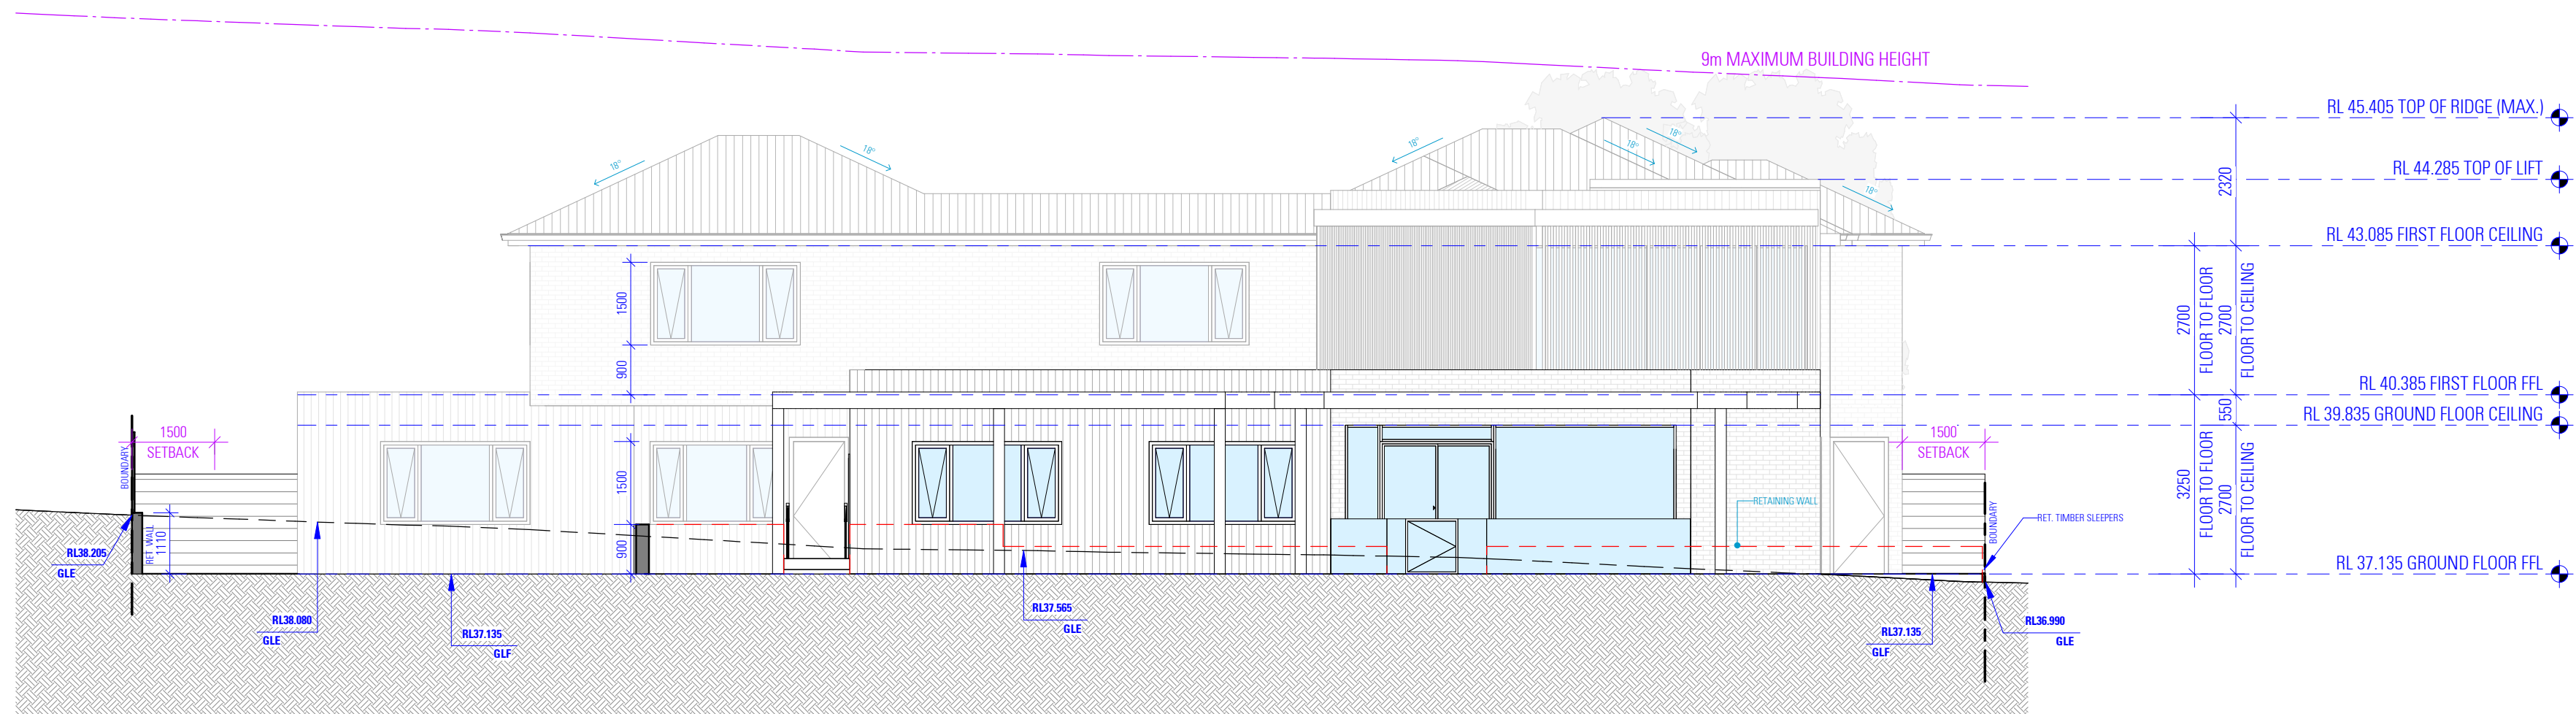 9m MAXIMUM BUILDING HEIGHT
RL 45.405 TOP OF RIDGE (MAX.)
RL 44.285 TOP OF LIFT
RL 43.085 FIRST FLOOR CEILING
RL 40.385 FIRST FLOOR FFL
RL 39.835 GROUND FLOOR CEILING
RL 37.135 GROUND FLOOR FFL
18°
18°
18°
18°
18°
18°
2320
2700
FLOOR TO FLOOR
2700
FLOOR TO CEILING
550
3250
FLOOR TO FLOOR
2700
FLOOR TO CEILING
1500
900
1500
900
1500
SETBACK
BOUNDARY
RET. WALL
1110
RL38.205
GLE
RL38.080
GLE
RL37.135
GLF
RL37.565
GLE
RETAINING WALL
1500
SETBACK
BOUNDARY
RET. TIMBER SLEEPERS
RL37.135
GLF
RL36.990
GLE